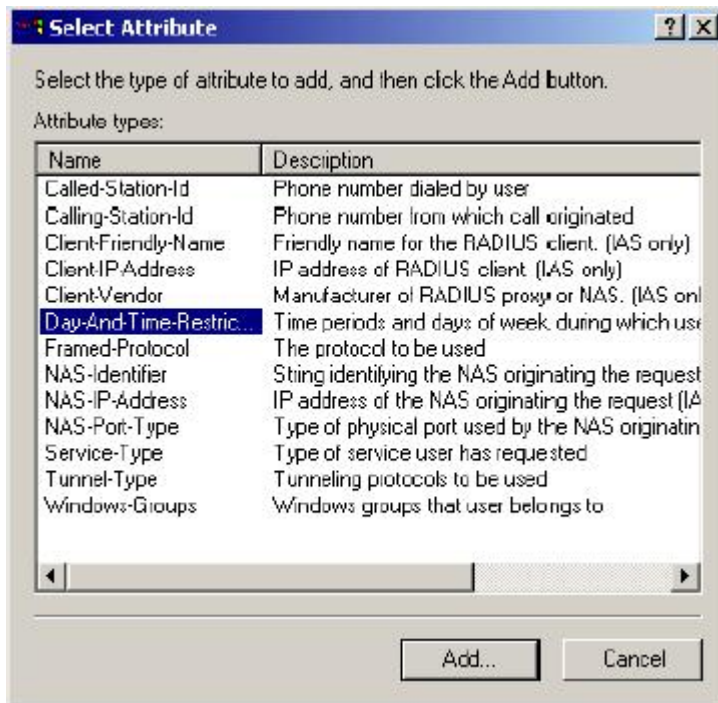 Select Attribute
Select the type of attribute to add, and then click the Add button.
Attribute types:
Name Description
Called-Station-Id Phone number dialed by user
Calling-Station-Id Phone number from which call originated
Client-Friendly-Name Friendly name for the RADIUS client. (IAS only)
Client-IP-Address IP address of RADIUS client. (IAS only)
Client-Vendor Manufacturer of RADIUS proxy or NAS. (IAS onl
Day-And-Time-Restric... Time periods and days of week during which use
Framed-Protocol The protocol to be used
NAS-Identifier String identifying the NAS originating the request
NAS-IP-Address IP address of the NAS originating the request (IA
NAS-Port-Type Type of physical port used by the NAS originatin
Service-Type Type of service user has requested
Tunnel-Type Tunneling protocols to be used
Windows-Groups Windows groups that user belongs to
Add... Cancel